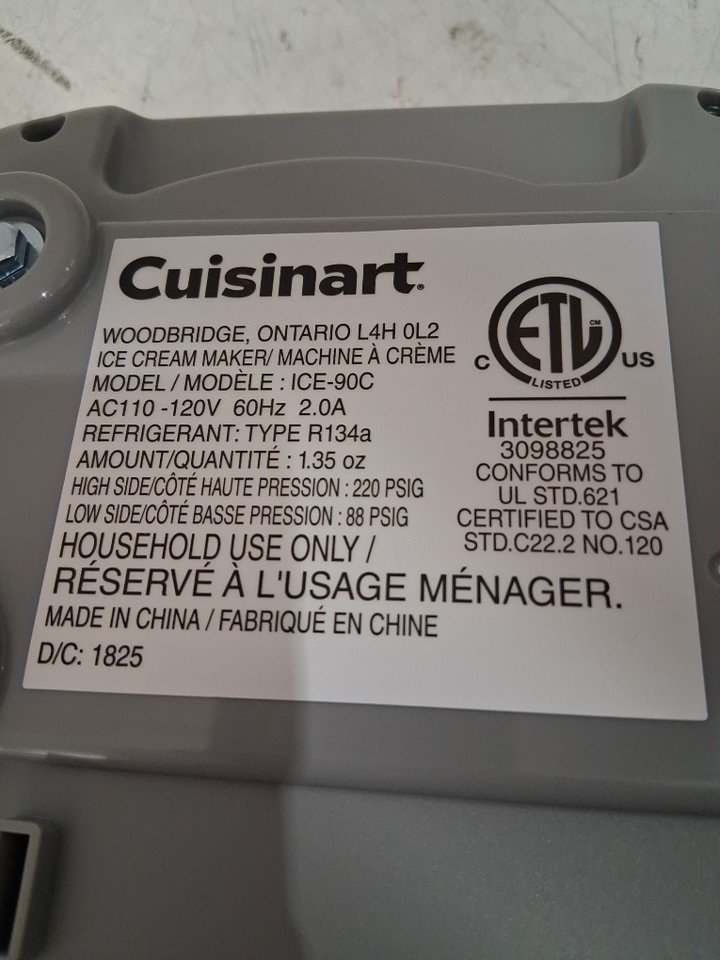 Cuisinart®
WOODBRIDGE, ONTARIO L4H 0L2
ICE CREAM MAKER/ MACHINE À CRÈME
MODEL / MODÈLE : ICE-90C
AC110 -120V 60Hz 2.0A
REFRIGERANT: TYPE R134a
AMOUNT/QUANTITÉ : 1.35 oz
HIGH SIDE/CÔTÉ HAUTE PRESSION : 220 PSIG
LOW SIDE/CÔTÉ BASSE PRESSION : 88 PSIG
HOUSEHOLD USE ONLY /
RÉSERVÉ À L'USAGE MÉNAGER.
MADE IN CHINA / FABRIQUÉ EN CHINE
D/C: 1825
ETL CM
C US
LISTED
Intertek
3098825
CONFORMS TO
UL STD.621
CERTIFIED TO CSA
STD.C22.2 NO.120